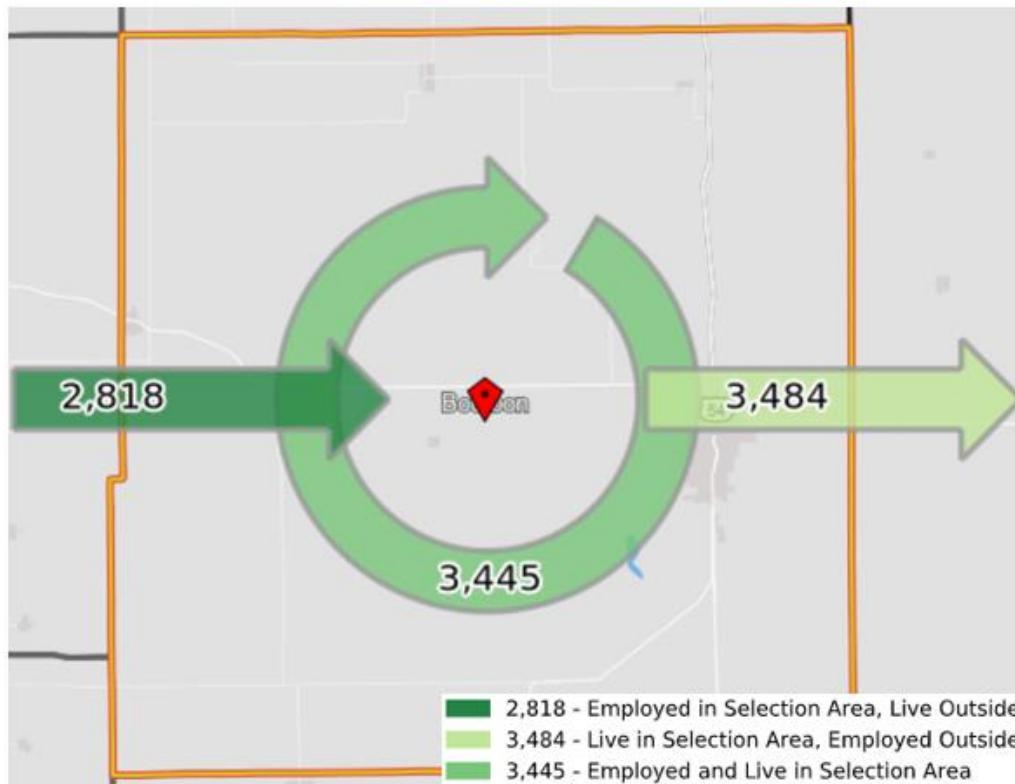 2,818
3,484
3,445
2,818 - Employed in Selection Area, Live Outside
3,484 - Live in Selection Area, Employed Outside
3,445 - Employed and Live in Selection Area